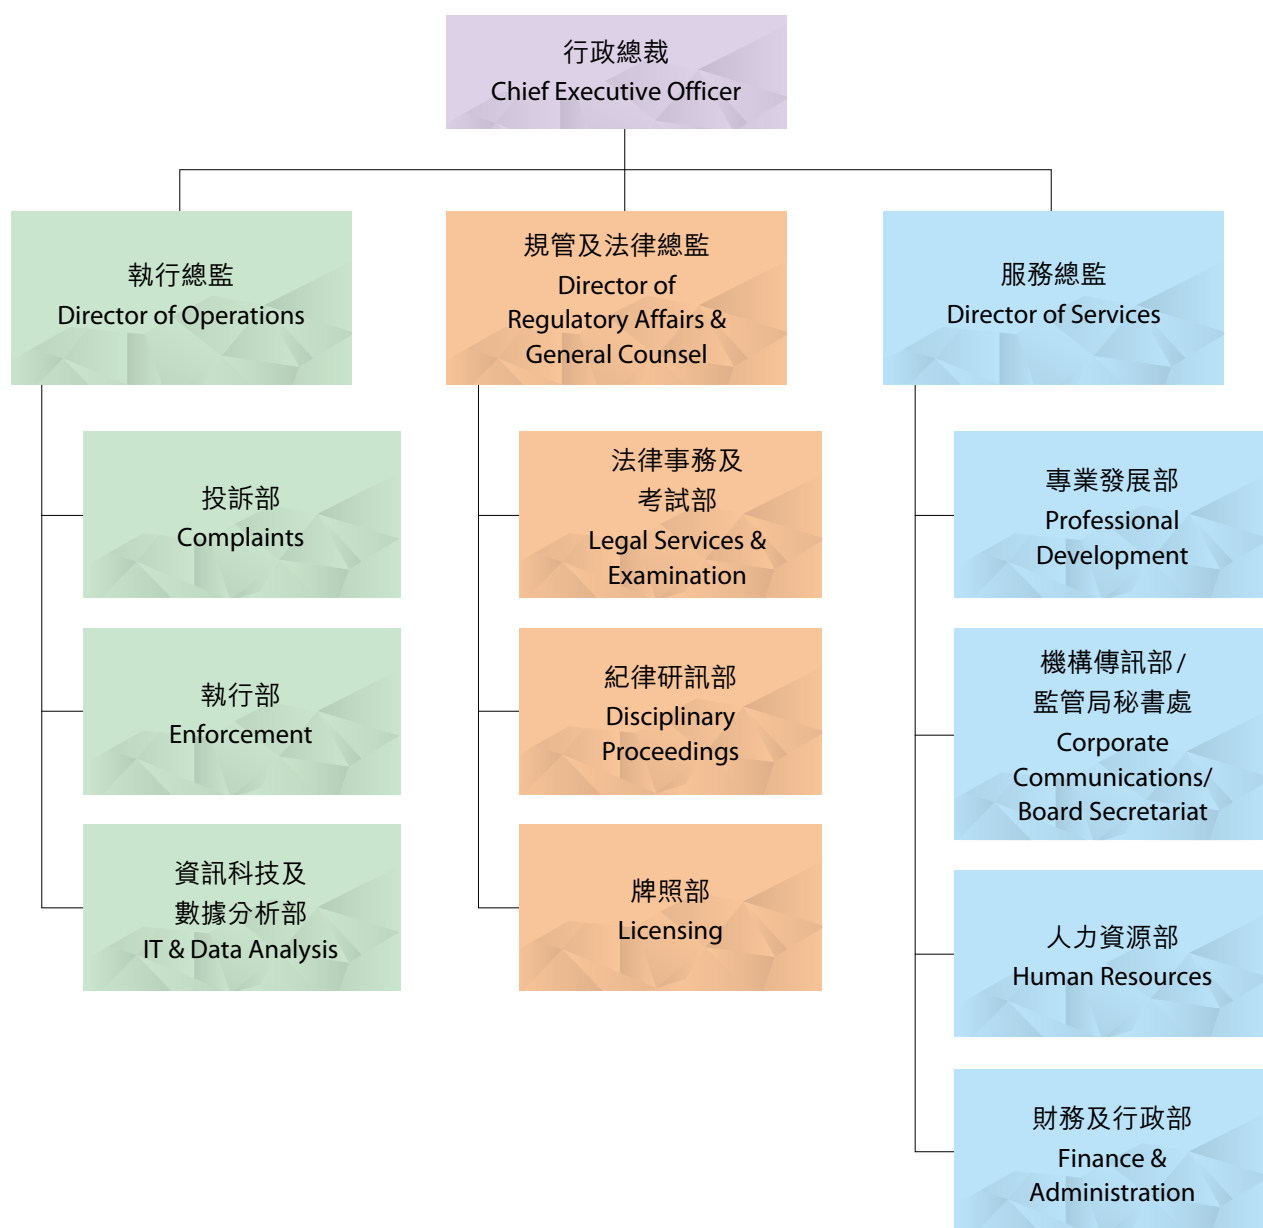 行政總裁
Chief Executive Officer
執行總監
Director of Operations
規管及法律總監
Director of
Regulatory Affairs &
General Counsel
服務總監
Director of Services
投訴部
Complaints
執行部
Enforcement
資訊科技及
數據分析部
IT & Data Analysis
法律事務及
考試部
Legal Services &
Examination
紀律研訊部
Disciplinary
Proceedings
牌照部
Licensing
專業發展部
Professional
Development
機構傳訊部/
監管局秘書處
Corporate
Communications/
Board Secretariat
人力資源部
Human Resources
財務及行政部
Finance &
Administration